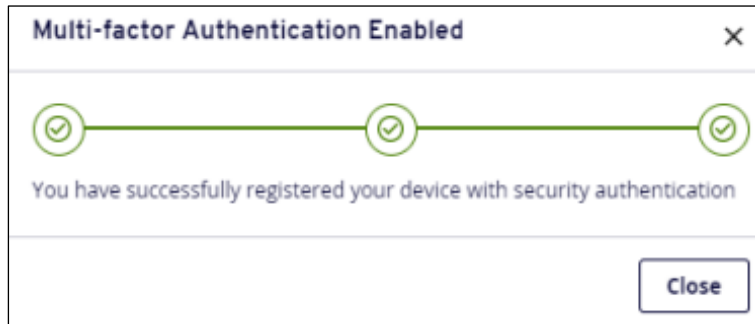 Multi-factor Authentication Enabled
You have successfully registered your device with security authentication
Close